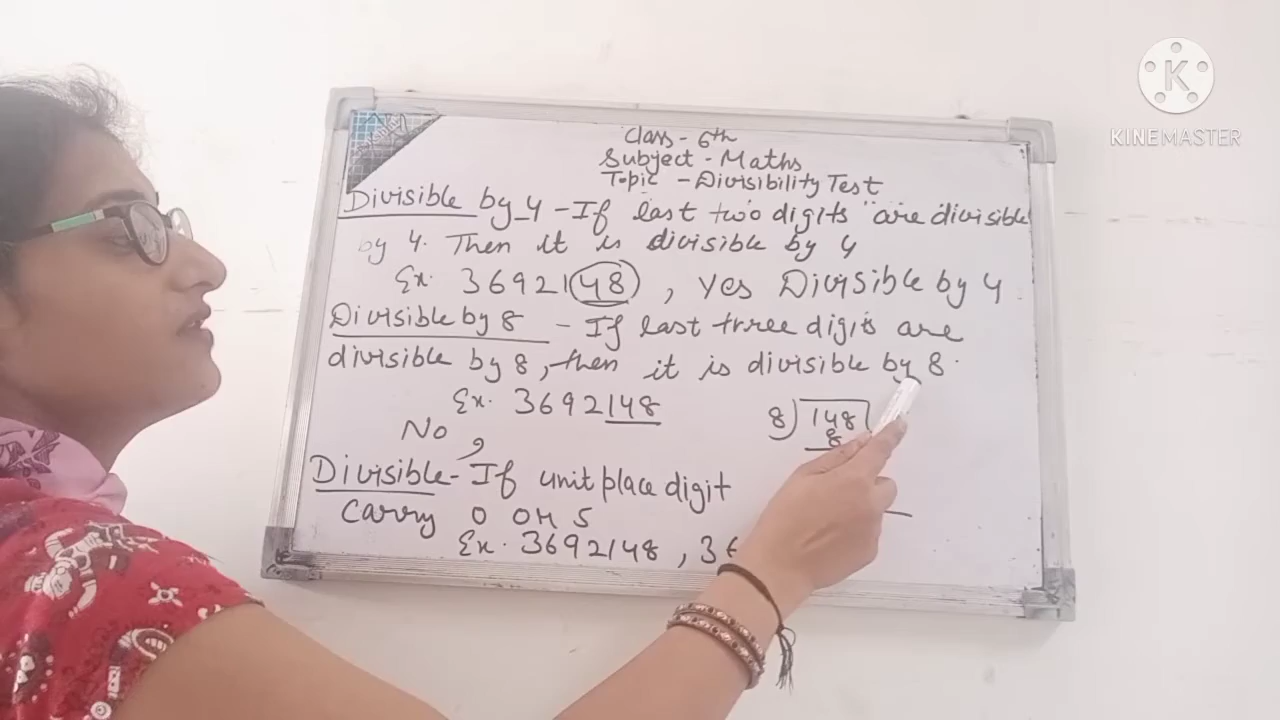 K
KINEMASTER
Class - 6th
Subject - Maths
Topic - Divisibility Test
Divisible by 4 - If last two digits are divisible
by 4. Then it is divisible by 4
Ex. 3692148, Yes Divisible by 4
Divisible by 8 - If last three digits are
divisible by 8, then it is divisible by 8.
Ex. 3692148
8) 148
8
No,
Divisible - If unit place digit
Carry 0 or 5
Ex. 3692148, 36